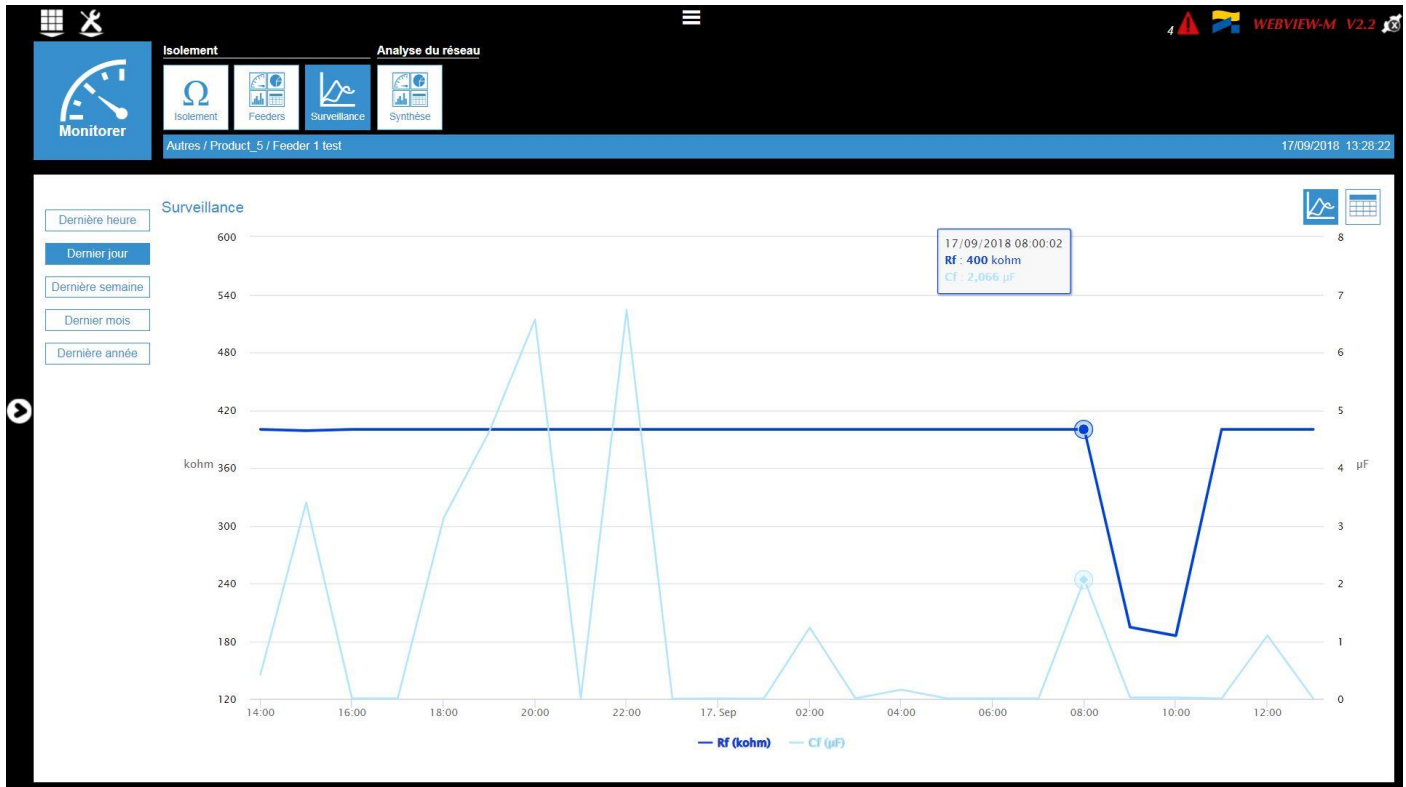 4 WEBVIEW-M V2.2
Isolement Analyse du réseau
Monitorer
Ω
Isolement Feeders Surveillance Synthèse
Autres / Product_5 / Feeder 1 test 17/09/2018 13:28:22
Surveillance
Dernière heure
Dernier jour
Dernière semaine
Dernier mois
Dernière année
600 8
540 7
480 6
420 5
kohm 360 4 µF
300 3
240 2
180 1
120 0
17/09/2018 08:00:02
Rf : 400 kohm
Cf : 2,066 µF
14:00 16:00 18:00 20:00 22:00 17. Sep 02:00 04:00 06:00 08:00 10:00 12:00
Rf (kohm) Cf (µF)